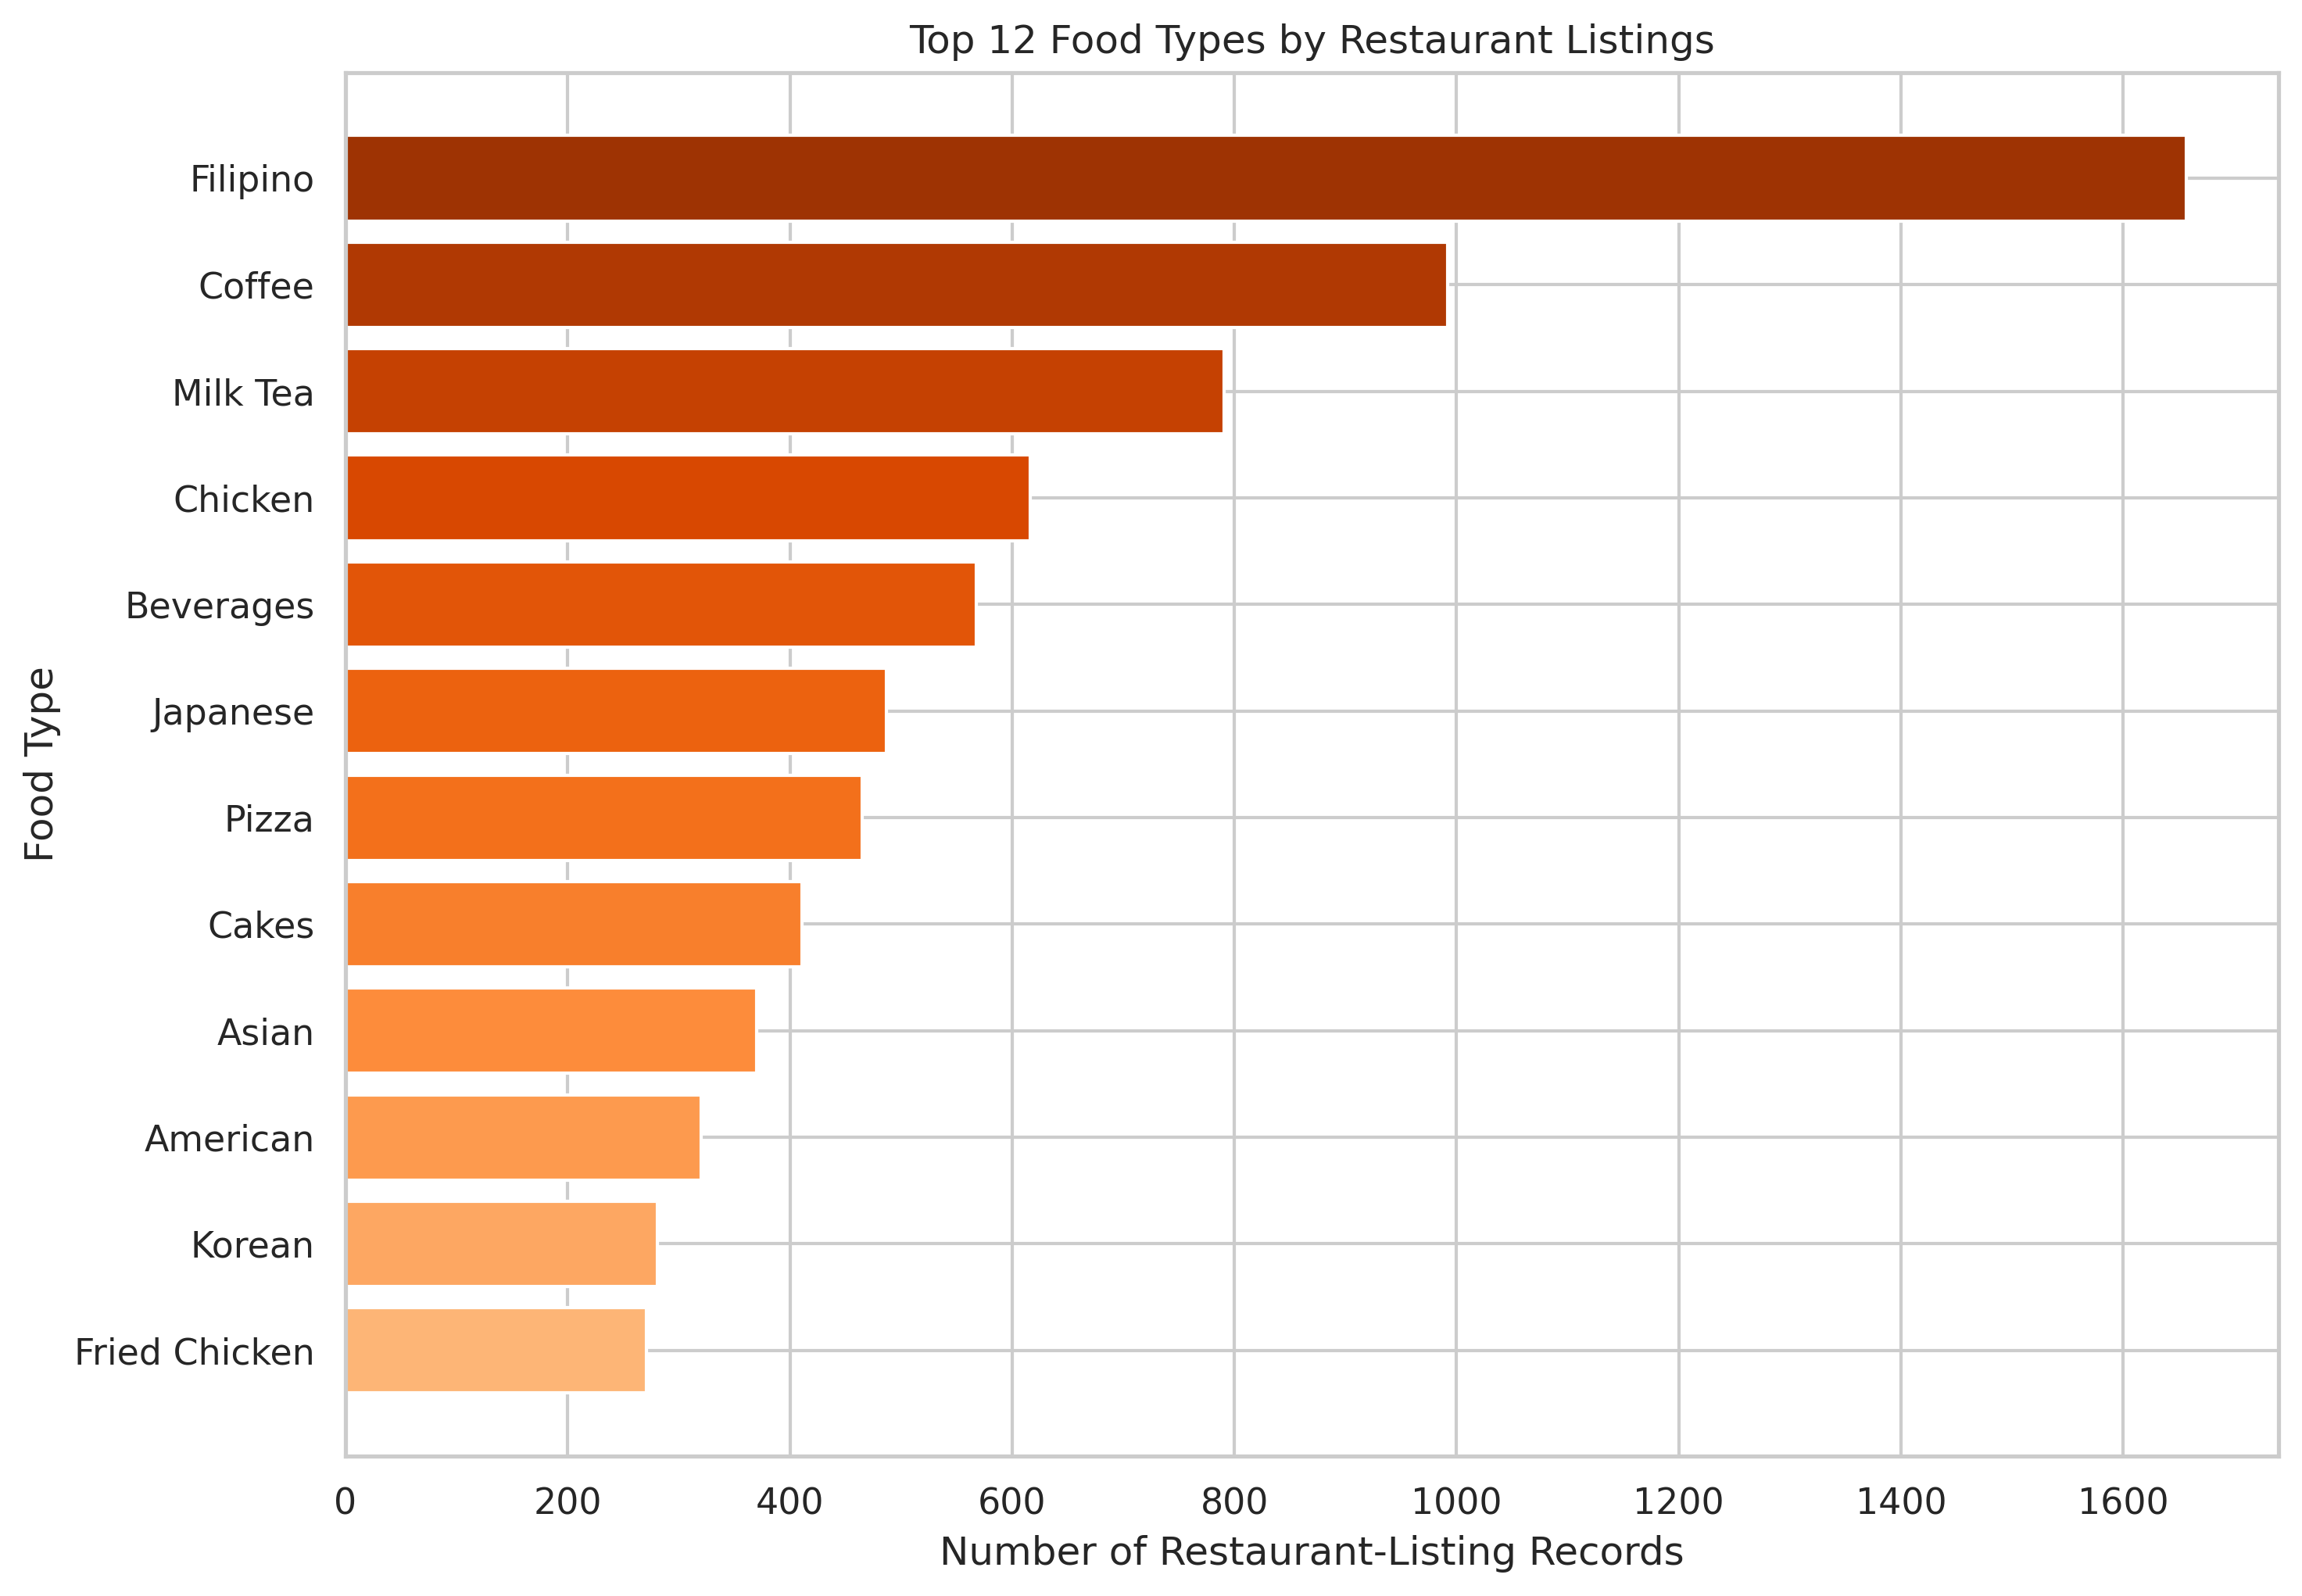 Top 12 Food Types by Restaurant Listings
Food Type
Filipino
Coffee
Milk Tea
Chicken
Beverages
Japanese
Pizza
Cakes
Asian
American
Korean
Fried Chicken
0 200 400 600 800 1000 1200 1400 1600
Number of Restaurant-Listing Records